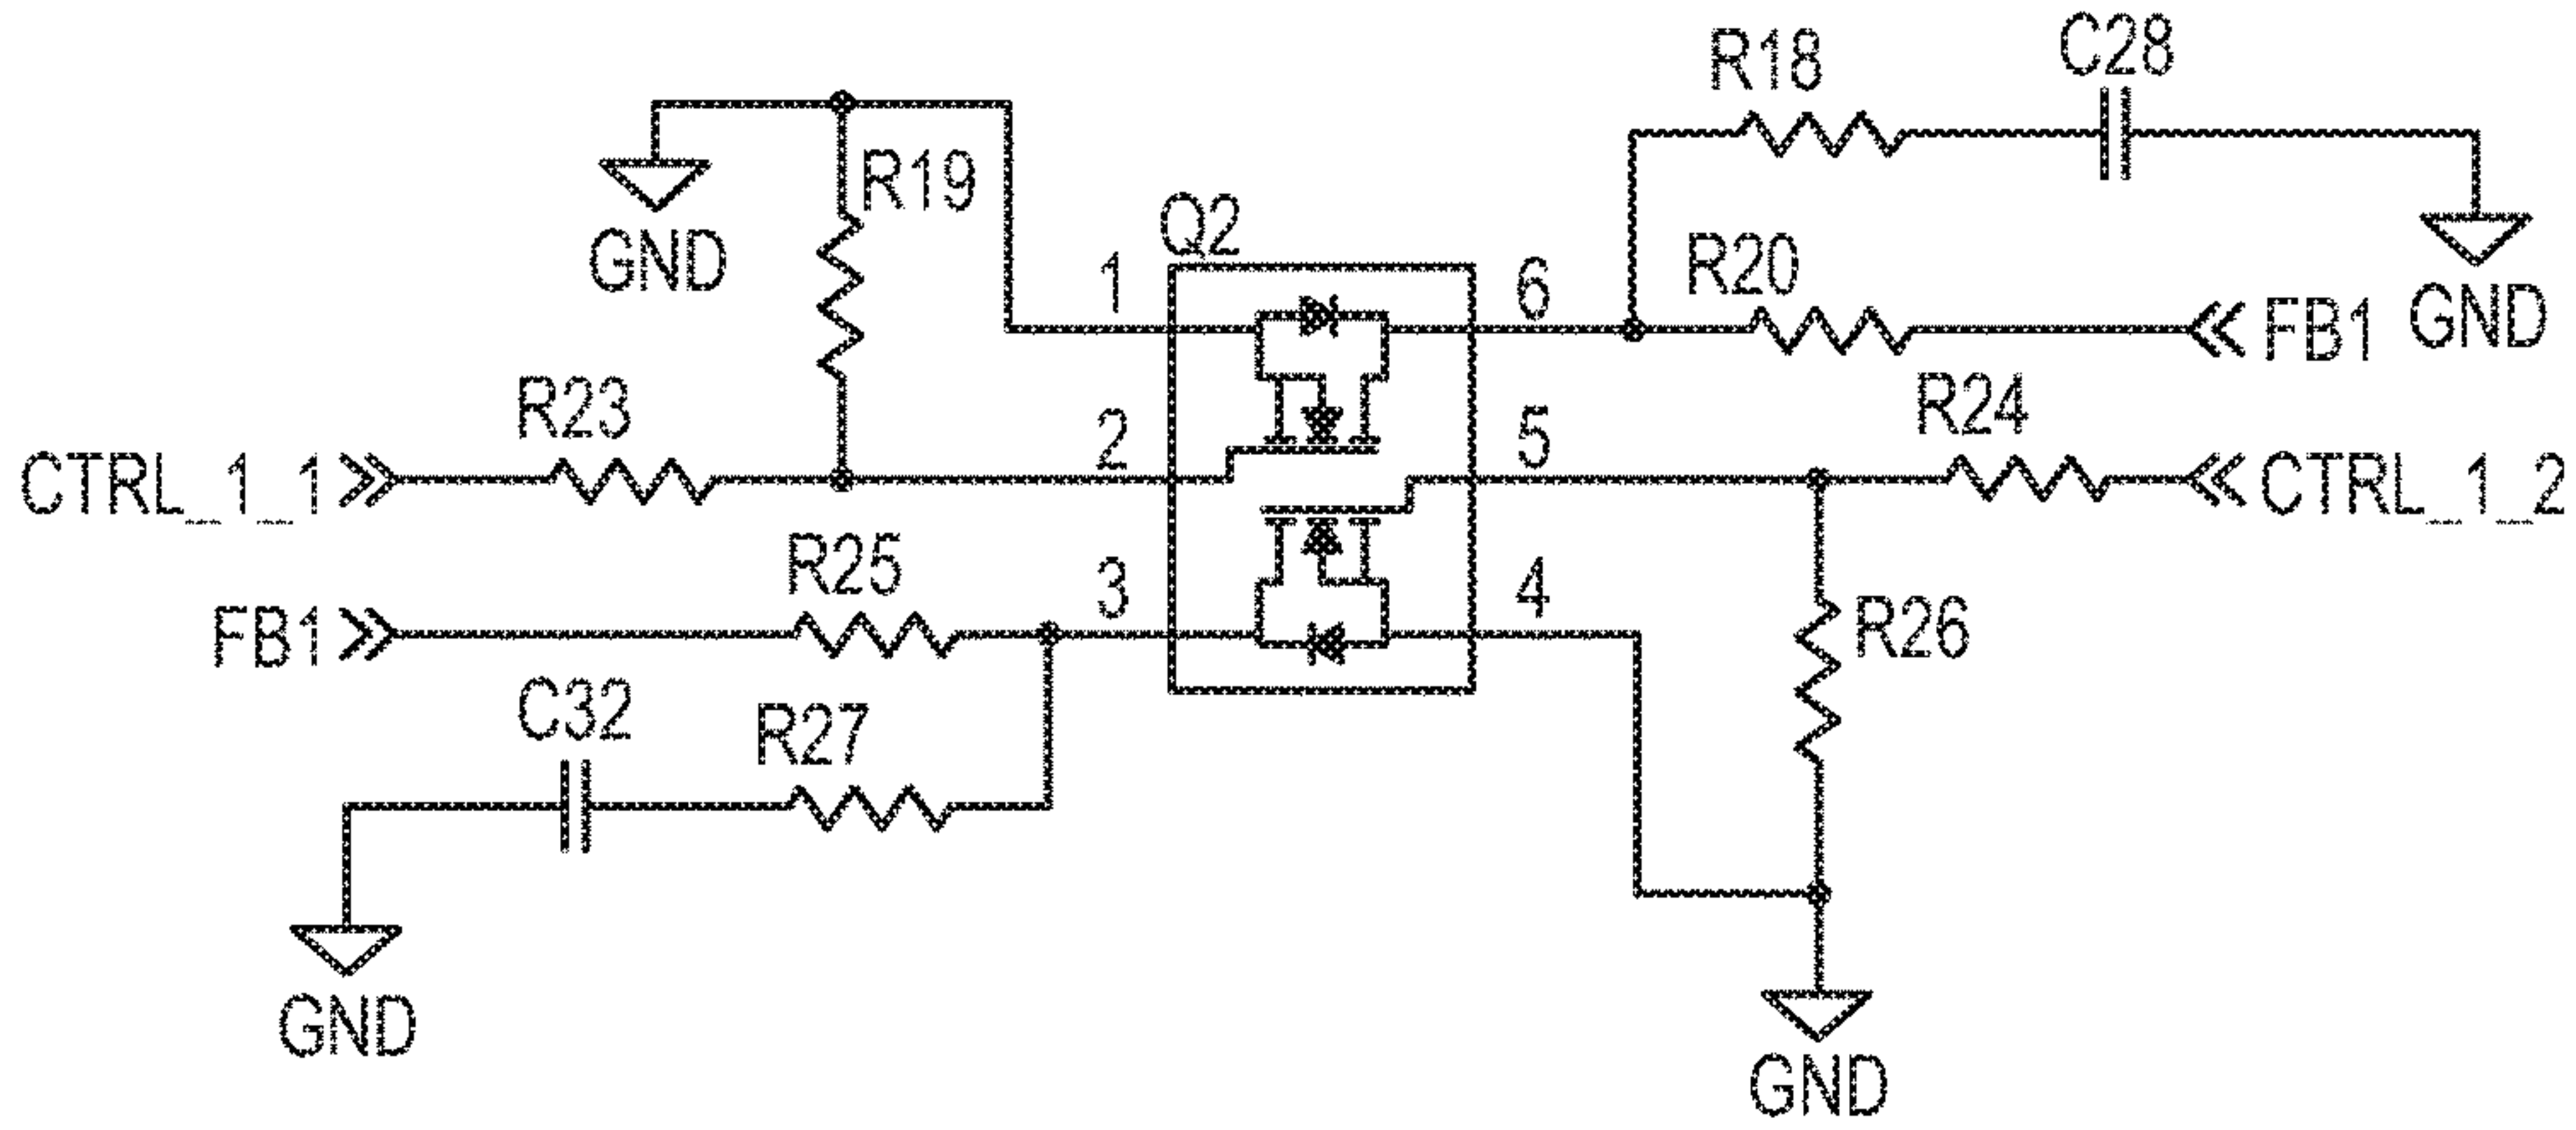 R18
C28
R19
GND
Q2
1
6
R20
FB1
GND
R23
2
5
R24
CTRL_1_1
CTRL_1_2
R25
3
4
FB1
R26
C32
R27
GND
GND